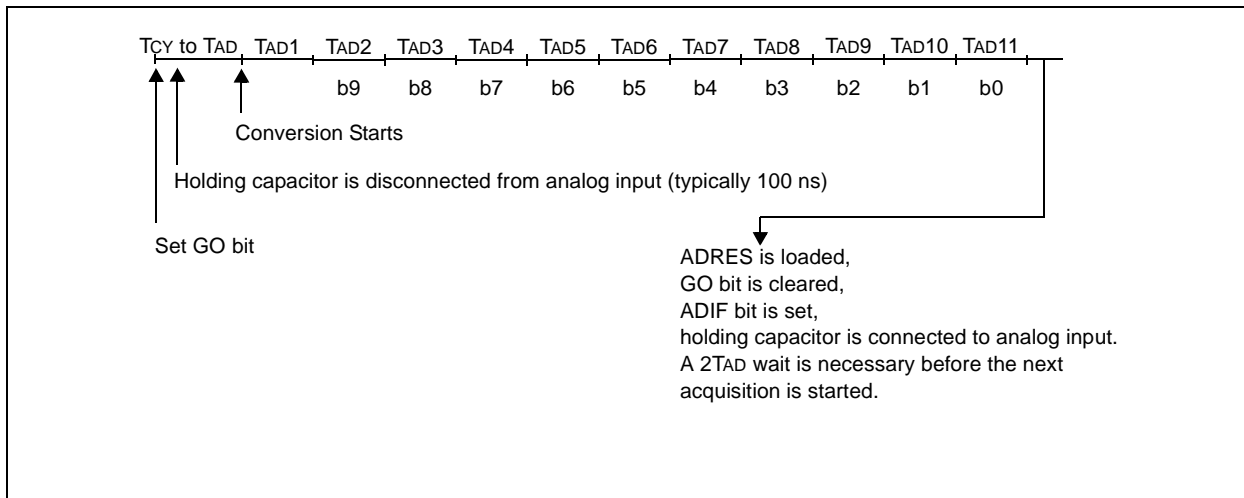 TCY to TAD TAD1 TAD2 TAD3 TAD4 TAD5 TAD6 TAD7 TAD8 TAD9 TAD10 TAD11
b9 b8 b7 b6 b5 b4 b3 b2 b1 b0
Conversion Starts
Holding capacitor is disconnected from analog input (typically 100 ns)
Set GO bit
ADRES is loaded,
GO bit is cleared,
ADIF bit is set,
holding capacitor is connected to analog input.
A 2TAD wait is necessary before the next
acquisition is started.